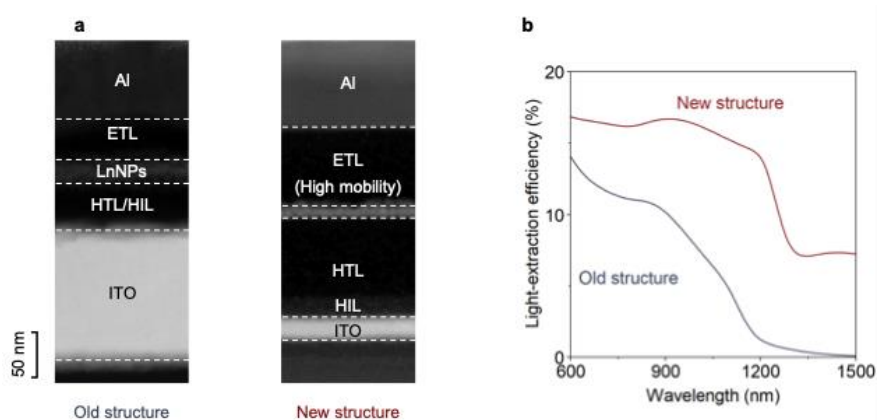 a
Al
ETL
LnNPs
HTL/HIL
ITO
50 nm
Old structure
Al
ETL
(High mobility)
HTL
HIL
ITO
New structure
b
20
10
0
Light-extraction efficiency (%)
New structure
Old structure
600
900
1200
1500
Wavelength (nm)